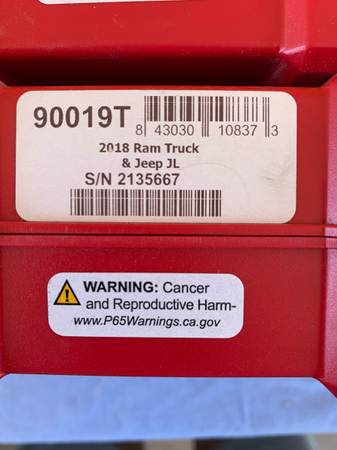 90019T
8 43030 10837 3
2018 Ram Truck
& Jeep JL
S/N 2135667
WARNING: Cancer
and Reproductive Harm-
www.P65Warnings.ca.gov